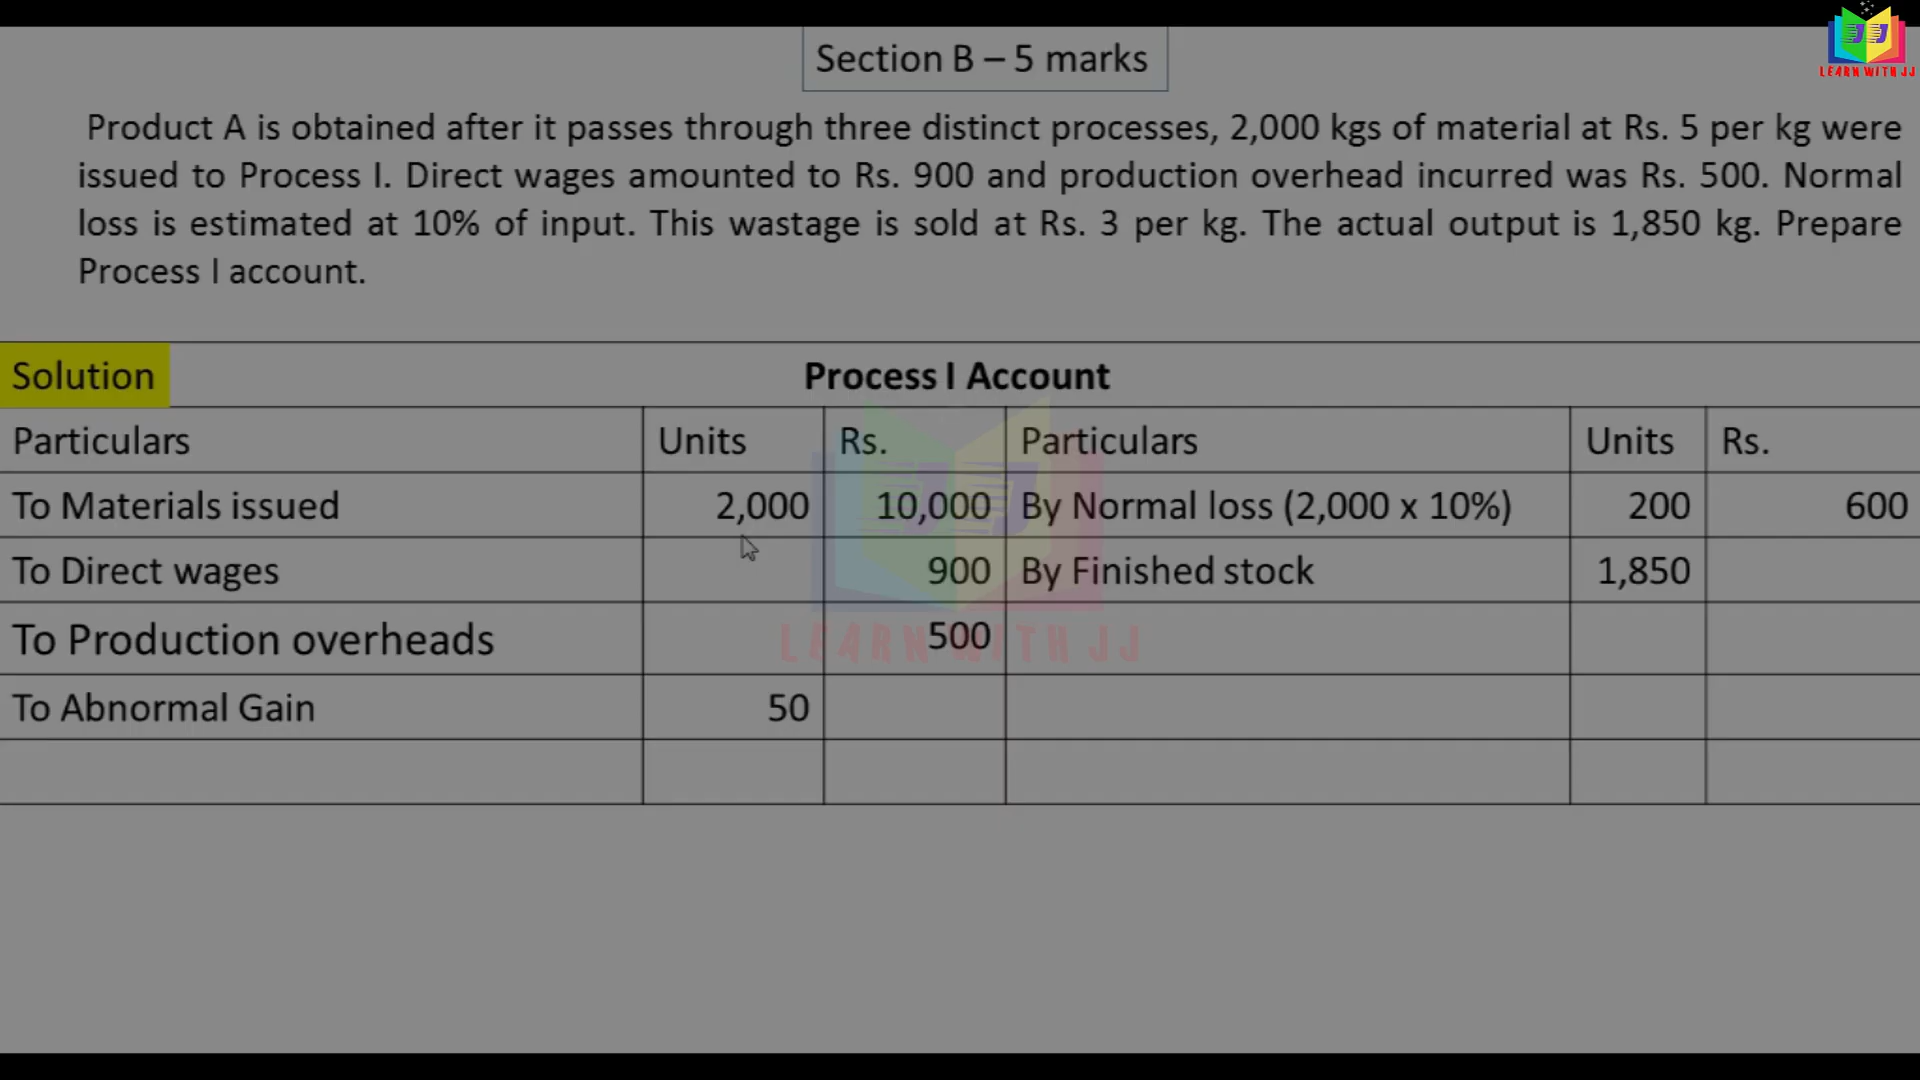 Section B – 5 marks
LEARN WITH JJ
Product A is obtained after it passes through three distinct processes, 2,000 kgs of material at Rs. 5 per kg were
issued to Process I. Direct wages amounted to Rs. 900 and production overhead incurred was Rs. 500. Normal
loss is estimated at 10% of input. This wastage is sold at Rs. 3 per kg. The actual output is 1,850 kg. Prepare
Process I account.
Solution Process I Account
Particulars Units Rs. Particulars Units Rs.
To Materials issued 2,000 10,000 By Normal loss (2,000 x 10%) 200 600
To Direct wages 900 By Finished stock 1,850
To Production overheads 500
LEARN WITH JJ
To Abnormal Gain 50